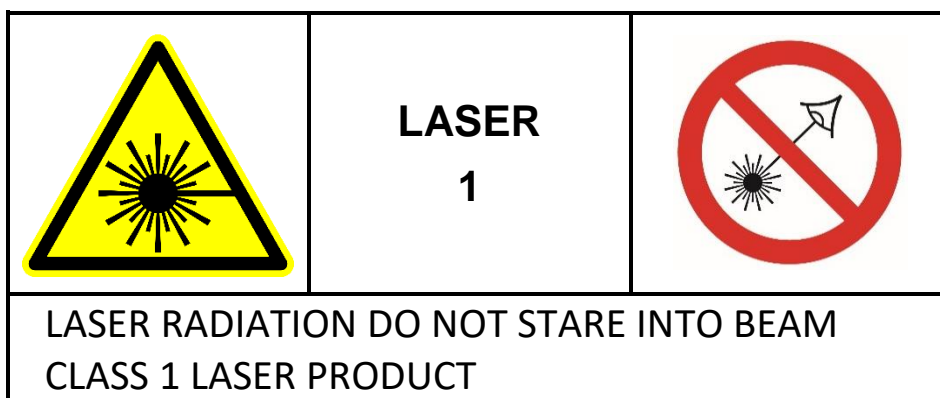 LASER
1
LASER RADIATION DO NOT STARE INTO BEAM
CLASS 1 LASER PRODUCT